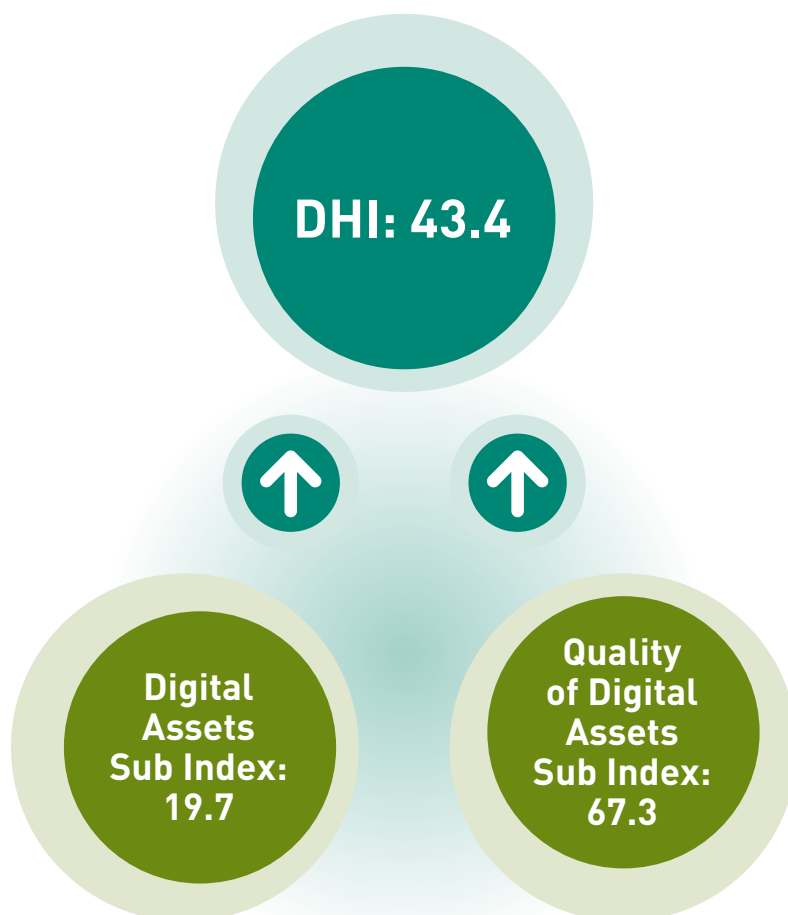 DHI: 43.4
Digital
Assets
Sub Index:
19.7
Quality
of Digital
Assets
Sub Index:
67.3